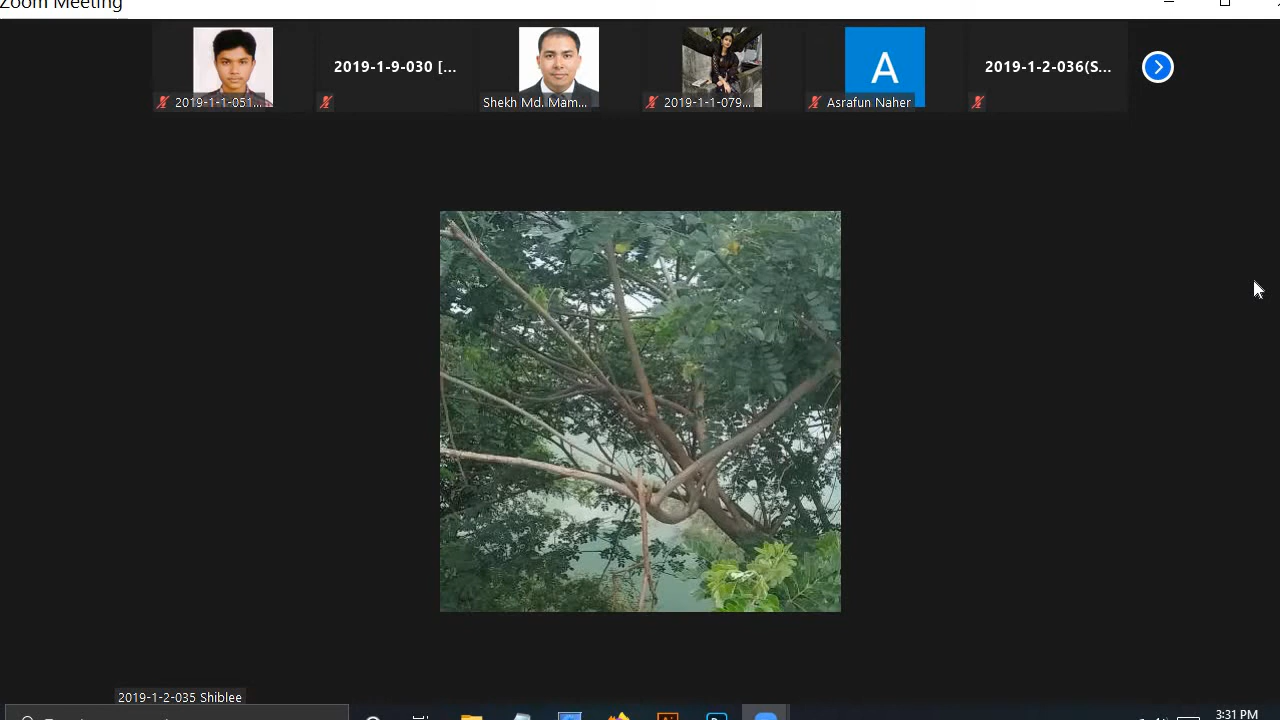 Zoom Meeting
2019-1-1-051...
2019-1-9-030 [...
Shekh Md. Mam...
2019-1-1-079...
A
Asrafun Naher
2019-1-2-036(S...
2019-1-2-035 Shiblee
3:31 PM